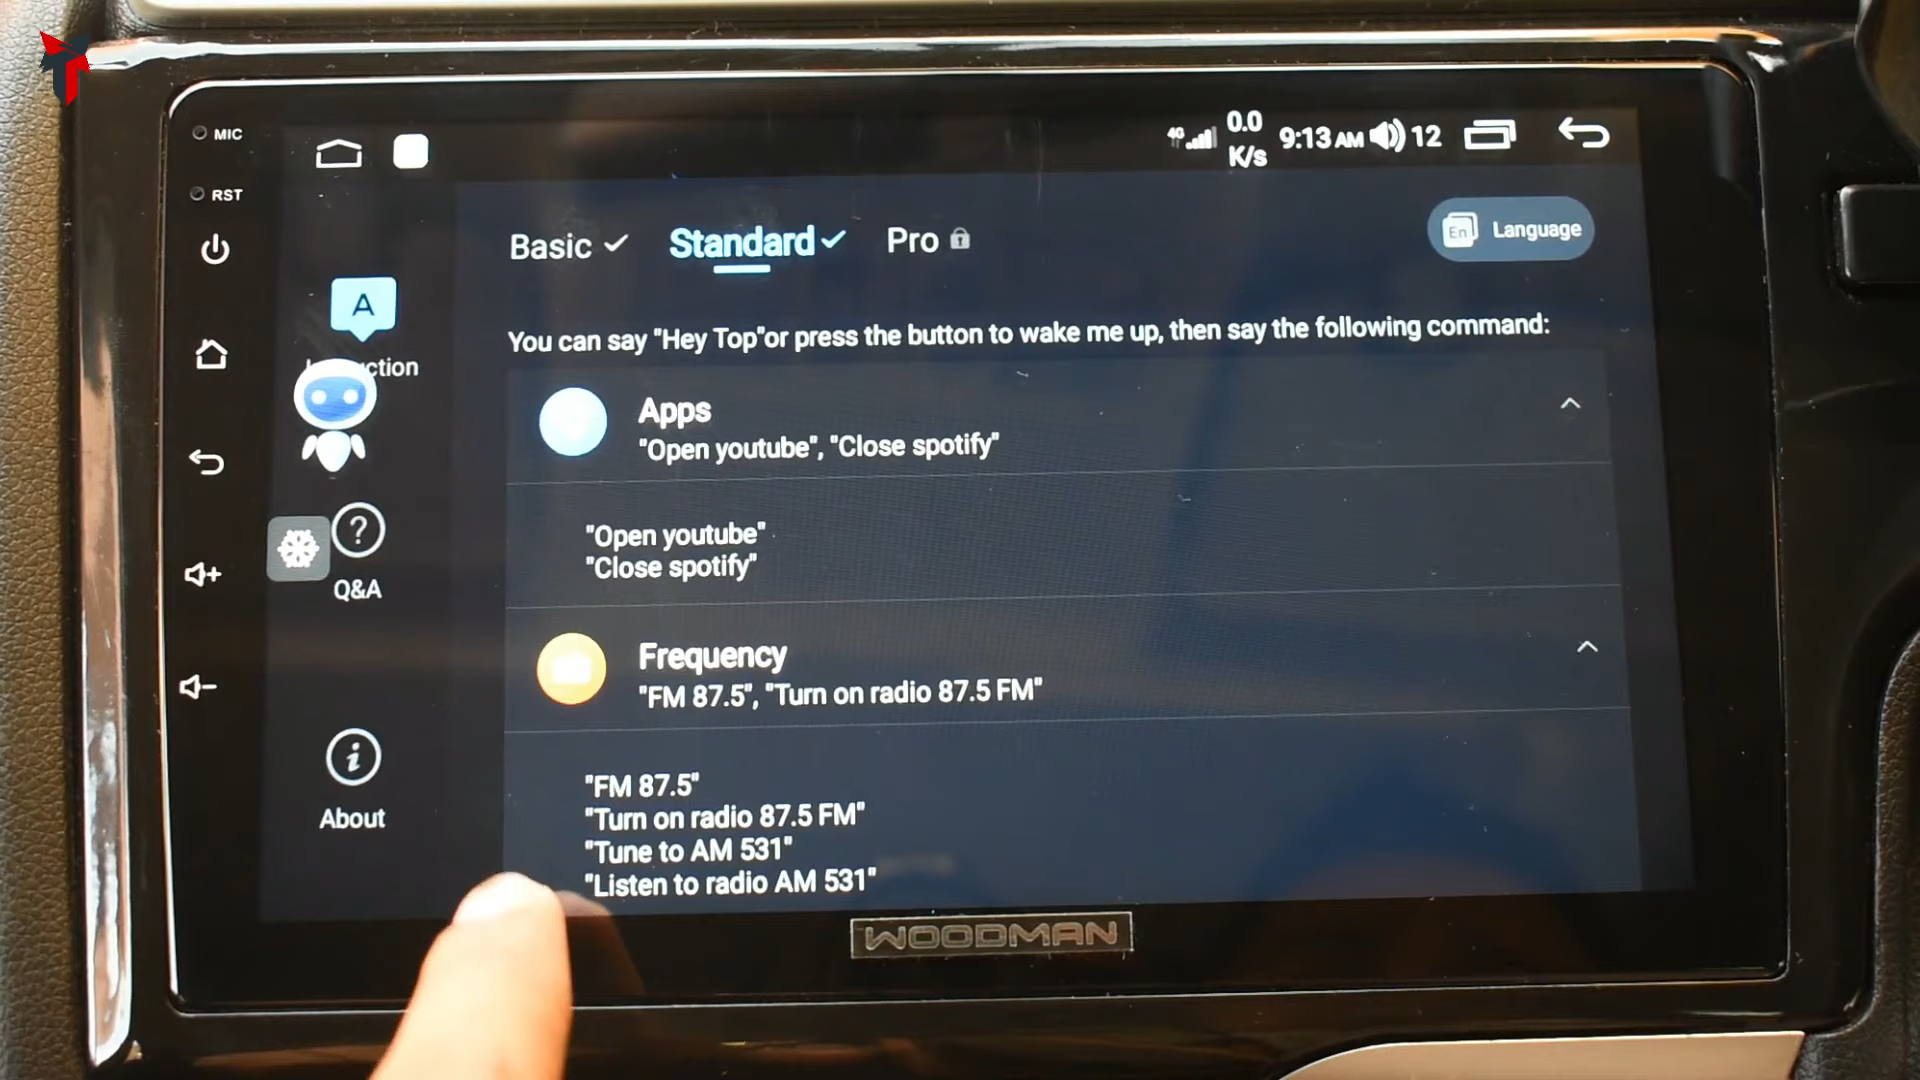 MIC
RST
4G
0.0
K/s
9:13 AM
12
Basic
Standard
Pro
En
Language
A
You can say "Hey Top"or press the button to wake me up, then say the following command:
Apps
"Open youtube", "Close spotify"
"Open youtube"
"Close spotify"
?
Q&A
Frequency
"FM 87.5", "Turn on radio 87.5 FM"
"FM 87.5"
"Turn on radio 87.5 FM"
"Tune to AM 531"
"Listen to radio AM 531"
i
About
WOODMAN